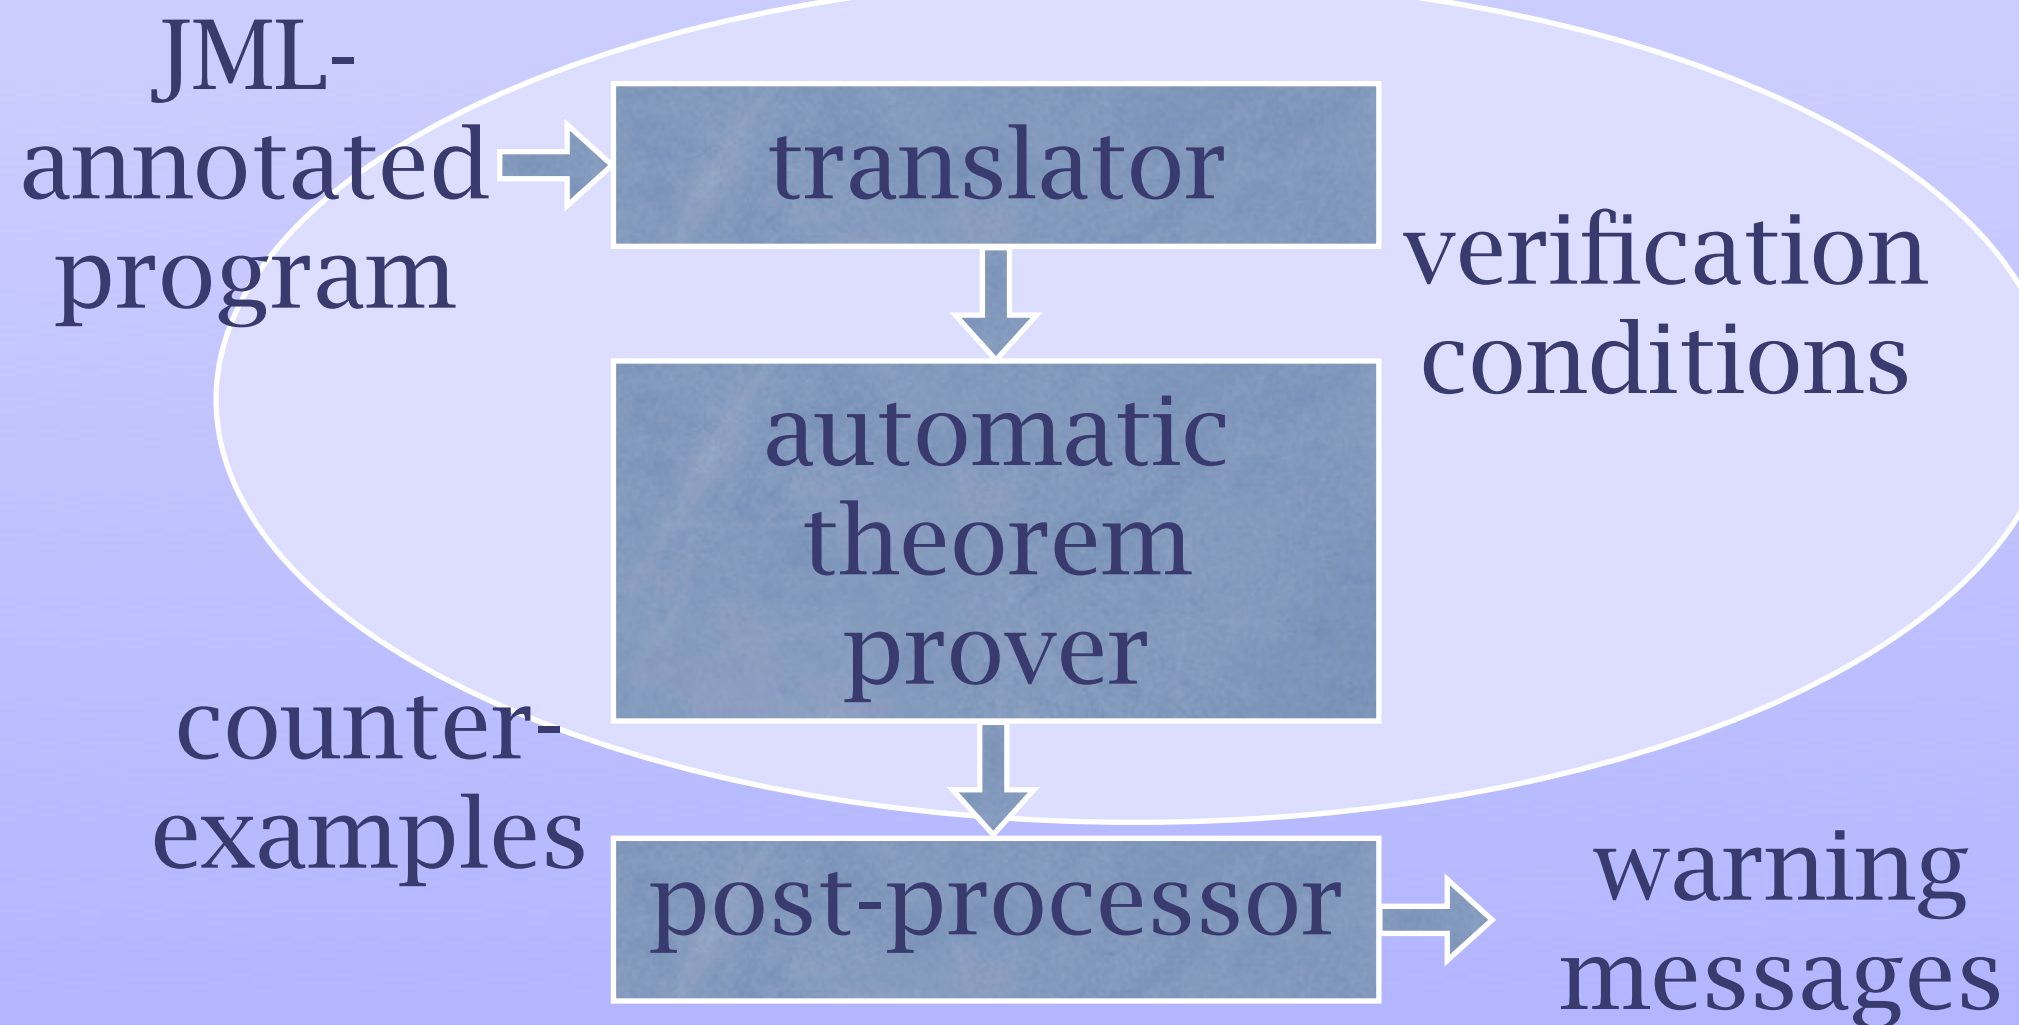 JML-
annotated
program
translator
verification
conditions
automatic
theorem
prover
counter-
examples
post-processor
warning
messages